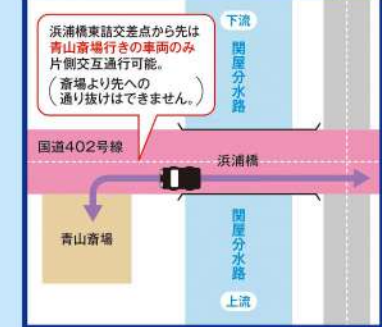 浜浦橋東詰交差点から先は
青山斎場行きの車両のみ
片側交互通行可能。
(斎場より先への
通り抜けはできません。)
下流
関屋分水路
国道402号線
浜浦橋
青山斎場
関屋分水路
上流